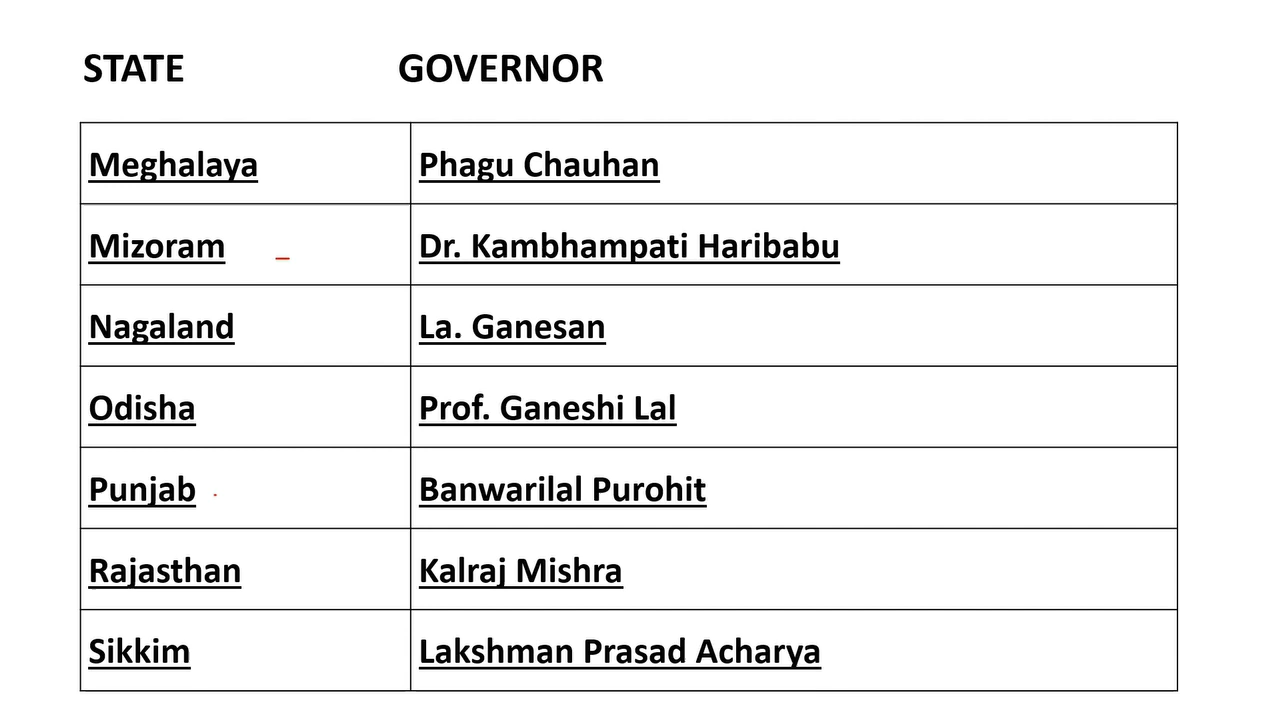 STATE GOVERNOR
Meghalaya Phagu Chauhan
Mizoram Dr. Kambhampati Haribabu
Nagaland La. Ganesan
Odisha Prof. Ganeshi Lal
Punjab Banwarilal Purohit
Rajasthan Kalraj Mishra
Sikkim Lakshman Prasad Acharya